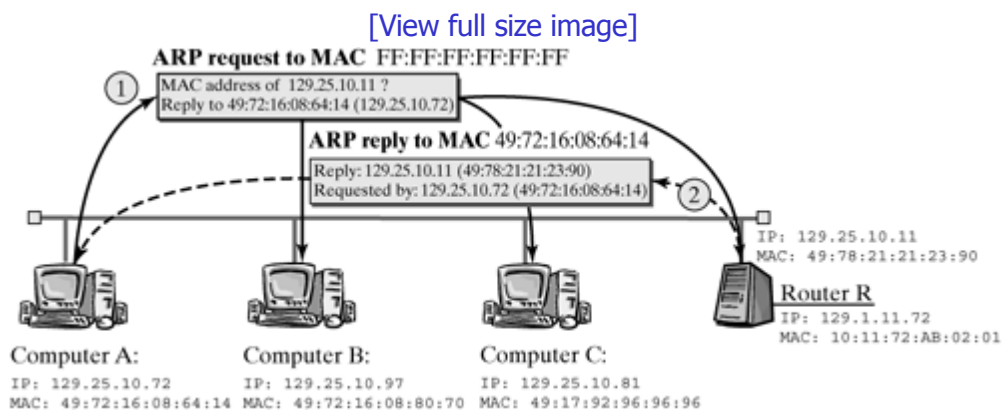 [View full size image]
ARP request to MAC FF:FF:FF:FF:FF:FF
1
MAC address of 129.25.10.11 ?
Reply to 49:72:16:08:64:14 (129.25.10.72)
ARP reply to MAC 49:72:16:08:64:14
Reply: 129.25.10.11 (49:78:21:21:23:90)
Requested by: 129.25.10.72 (49:72:16:08:64:14)
2
IP: 129.25.10.11
MAC: 49:78:21:21:23:90
Router R
IP: 129.1.11.72
MAC: 10:11:72:AB:02:01
Computer A:
IP: 129.25.10.72
MAC: 49:72:16:08:64:14
Computer B:
IP: 129.25.10.97
MAC: 49:72:16:08:80:70
Computer C:
IP: 129.25.10.81
MAC: 49:17:92:96:96:96